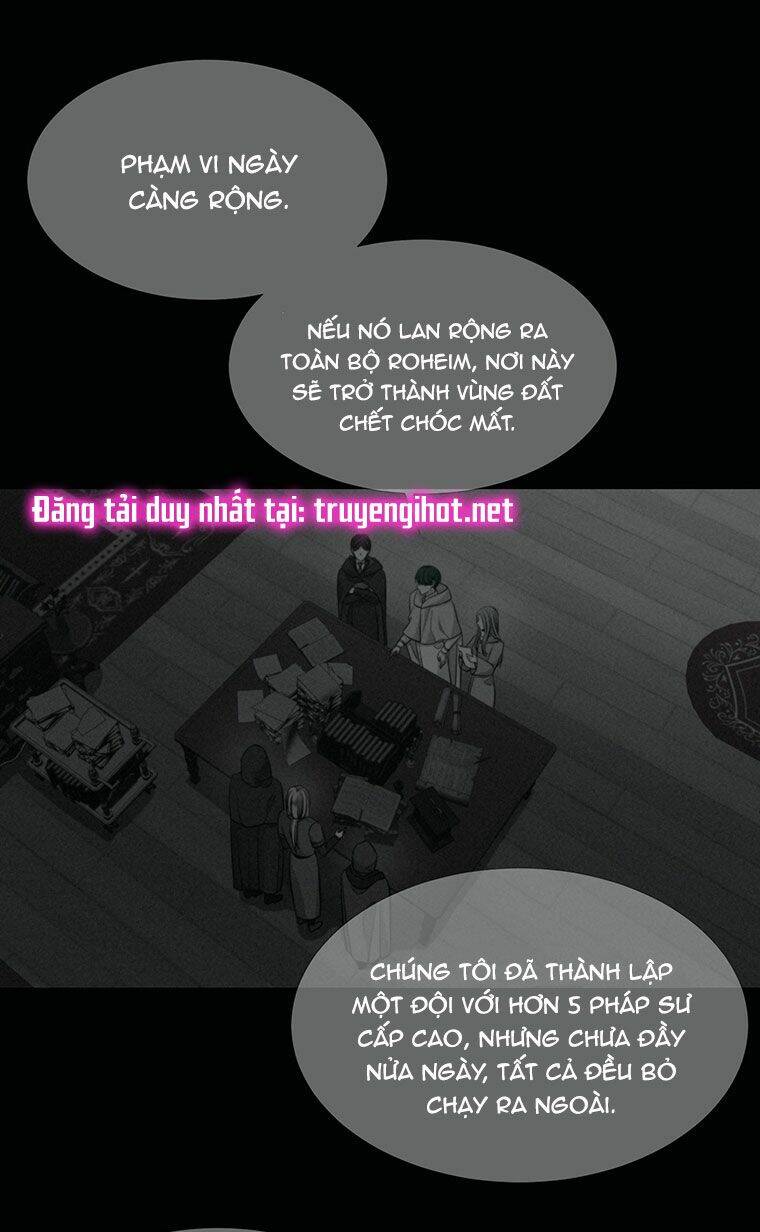 PHẠM VI NGÀY
CÀNG RỘNG.
NẾU NÓ LAN RỘNG RA
TOÀN BỘ ROHEIM, NƠI NÀY
SẼ TRỞ THÀNH VÙNG ĐẤT
CHẾT CHÓC MẤT.
Đăng tải duy nhất tại: truyengihot.net
CHÚNG TÔI ĐÃ THÀNH LẬP
MỘT ĐỘI VỚI HƠN 5 PHÁP SƯ
CẤP CAO, NHƯNG CHƯA ĐẦY
NỬA NGÀY, TẤT CẢ ĐỀU BỎ
CHẠY RA NGOÀI.